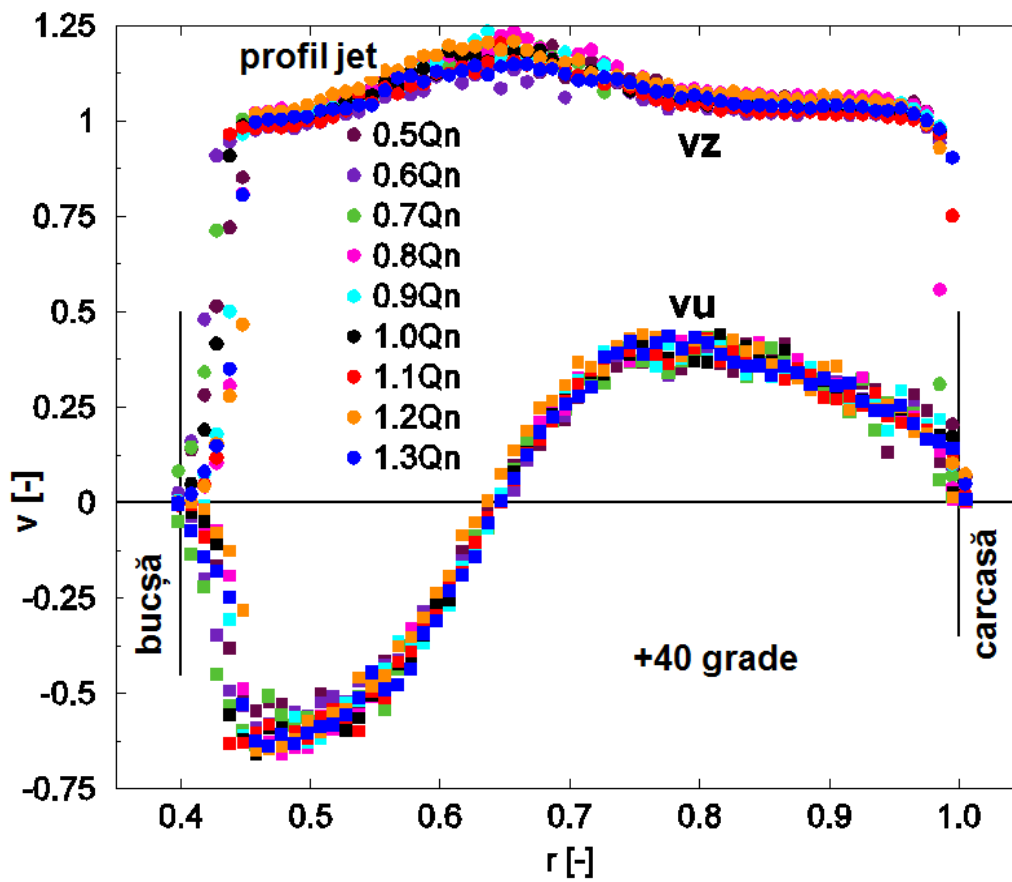 1.25
1
0.75
0.5
0.25
0
-0.25
-0.5
-0.75
v [-]
profil jet
vz
0.5Qn
0.6Qn
0.7Qn
0.8Qn
0.9Qn
1.0Qn
1.1Qn
1.2Qn
1.3Qn
vu
bucșă
carcasă
+40 grade
0.4
0.5
0.6
0.7
0.8
0.9
1.0
r [-]